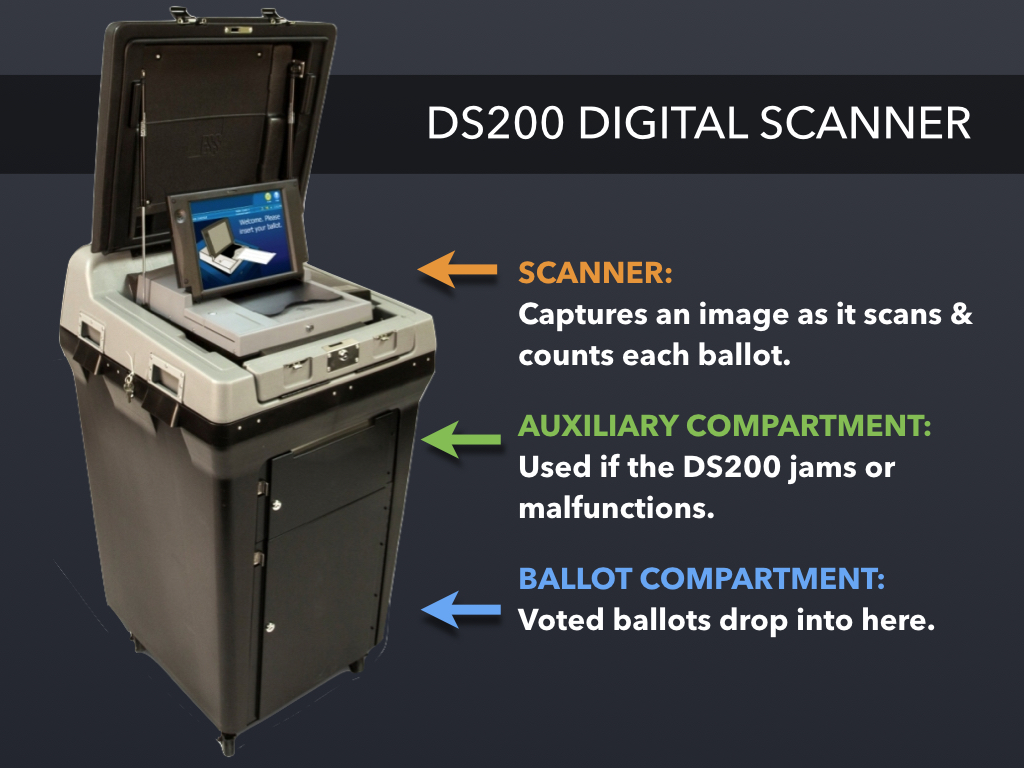 DS200 DIGITAL SCANNER
Welcome. Please
insert your ballot.
SCANNER:
Captures an image as it scans &
counts each ballot.
AUXILIARY COMPARTMENT:
Used if the DS200 jams or
malfunctions.
BALLOT COMPARTMENT:
Voted ballots drop into here.